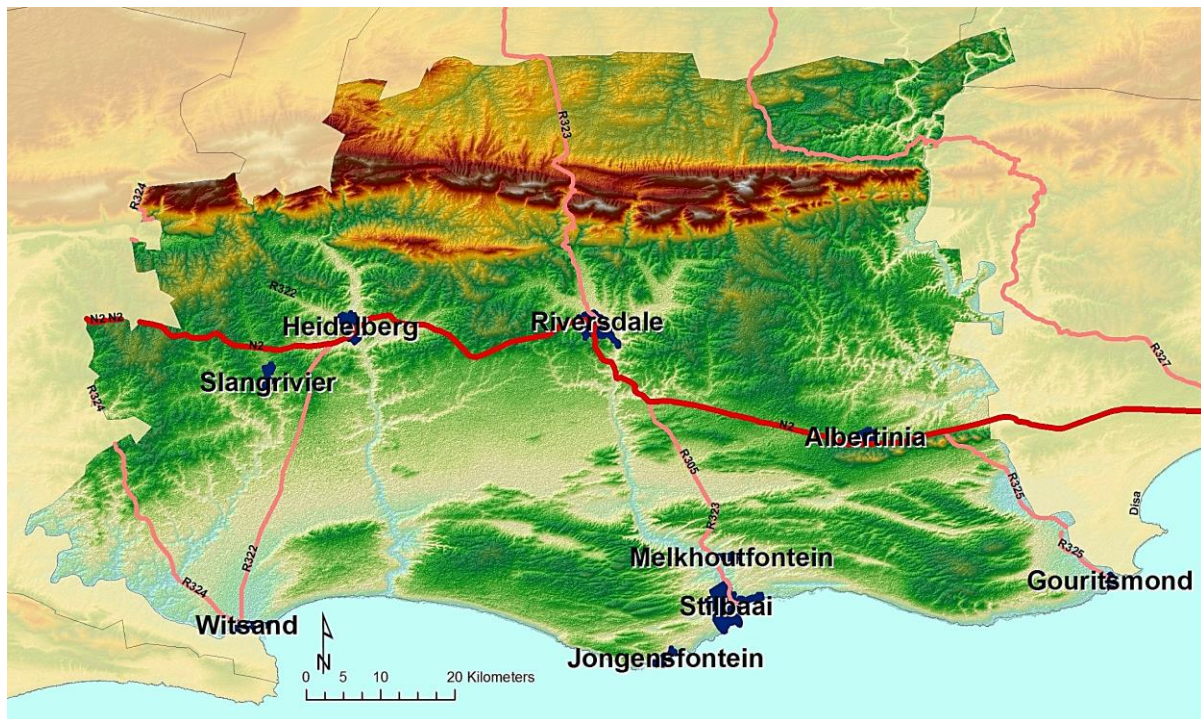 R323
R324
R322
N2 N2
Heidelberg
Riversdale
N2
R327
Slangrivier
R324
N2
Albertinia
R305
R325
Disa
R323
R322
Melkhoutfontein
R325
R324
Gouritsmond
Stilbaai
Witsand
Jongensfontein
N
0 5 10 20 Kilometers